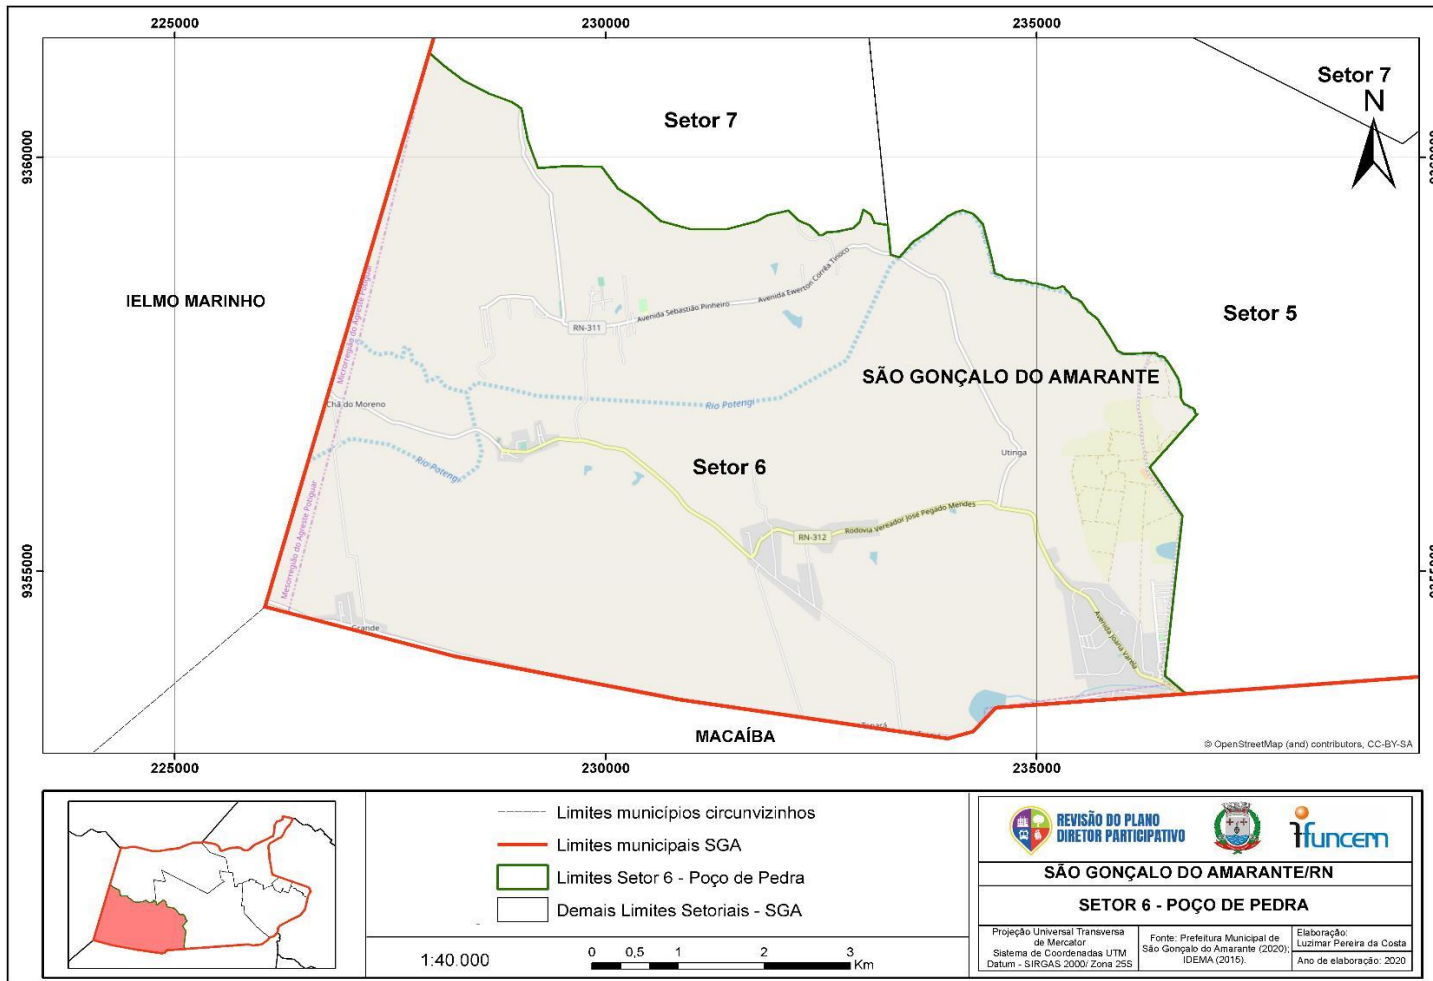 225000
230000
235000
Setor 7
N
Setor 7
9360000
IELMO MARINHO
Microrregião do Agreste Potiguar
Mesorregião do Agreste Potiguar
RN-311
Avenida Sebastião Pinheiro
Avenida Ewerton Corrêa Tinôco
Setor 5
SÃO GONÇALO DO AMARANTE
Chã do Moreno
Rio Potengi
Rio Potengi
Setor 6
Utinga
RN-312
Rodovia Vereador José Pegado Mendes
9355000
9355000
Avenida Joana Varela
Grande
MACAÍBA
© OpenStreetMap (and) contributors, CC-BY-SA
225000
230000
235000
Limites municípios circunvizinhos
Limites municipais SGA
Limites Setor 6 - Poço de Pedra
Demais Limites Setoriais - SGA
1:40.000
0 0,5 1 2 3
Km
REVISÃO DO PLANO
DIRETOR PARTICIPATIVO
funcern
SÃO GONÇALO DO AMARANTE/RN
SETOR 6 - POÇO DE PEDRA
Projeção Universal Transversa
de Mercator
Sistema de Coordenadas UTM
Datum - SIRGAS 2000/ Zona 25S
Fonte: Prefeitura Municipal de
São Gonçalo do Amarante (2020);
IDEMA (2015).
Elaboração:
Luzimar Pereira da Costa
Ano de elaboração: 2020